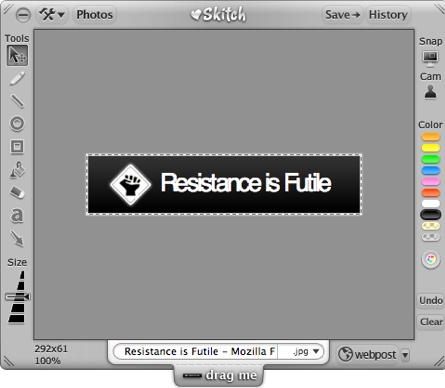 Photos
Skitch
Save→
History
Tools
Snap
Cam
Color
Resistance is Futile
a
Size
Undo
Clear
292x61
100%
Resistance is Futile – Mozilla F
.jpg
webpost
drag me